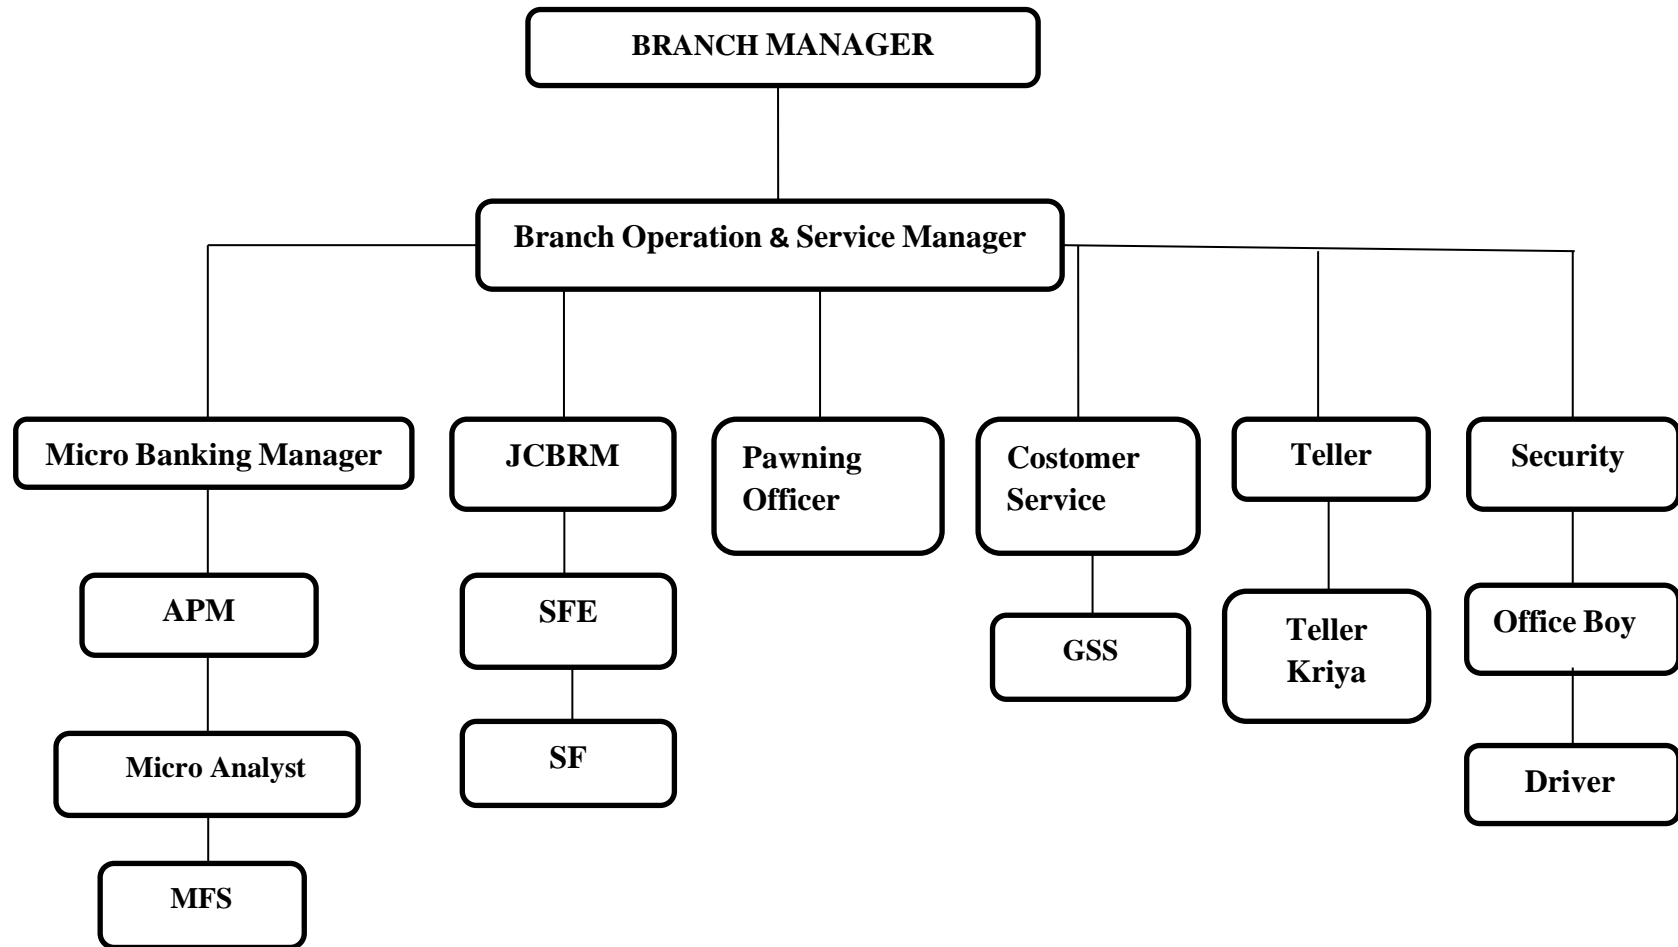 BRANCH MANAGER
Branch Operation & Service Manager
Micro Banking Manager
JCBRM
Pawning
Officer
Costomer
Service
Teller
Security
APM
SFE
GSS
Teller
Kriya
Office Boy
Micro Analyst
SF
Driver
MFS